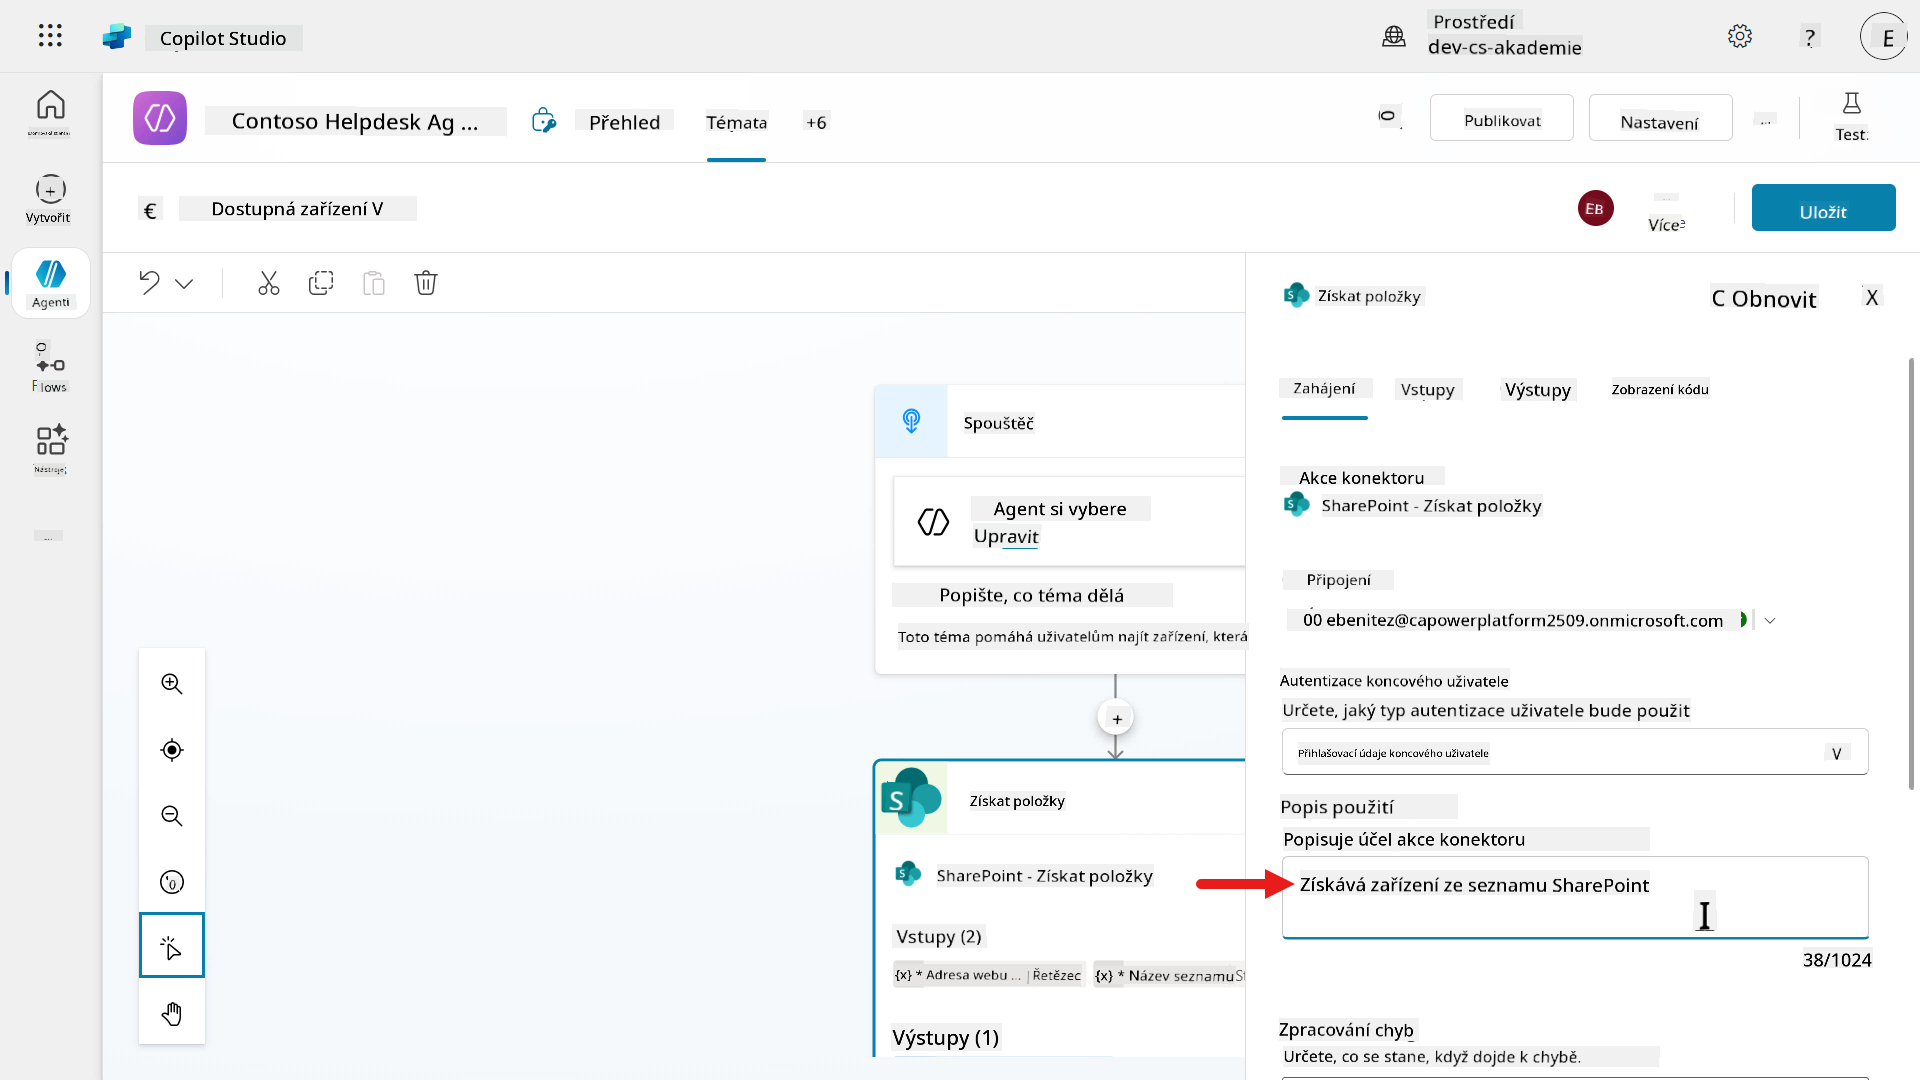 Copilot Studio
Prostředí
dev-cs-akademie
?
E
Contoso Helpdesk Ag ...
Přehled
Témata
+6
Publikovat
Nastavení
...
Test
Vytvořit
Agenti
Flows
Nástroje
...
€ Dostupná zařízení V
EB
Více
Uložit
Spouštěč
Agent si vybere
Upravit
Popište, co téma dělá
Toto téma pomáhá uživatelům najít zařízení, která
+
Získat položky
SharePoint - Získat položky
Vstupy (2)
{x} * Adresa webu ... | Řetězec
{x} * Název seznamu
Výstupy (1)
Získat položky
C Obnovit
X
Zahájení
Vstupy
Výstupy
Zobrazení kódu
Akce konektoru
SharePoint - Získat položky
Připojení
00 ebenitez@capowerplatform2509.onmicrosoft.com
Autentizace koncového uživatele
Určete, jaký typ autentizace uživatele bude použit
Přihlašovací údaje koncového uživatele
V
Popis použití
Popisuje účel akce konektoru
Získává zařízení ze seznamu SharePoint
38/1024
Zpracování chyb
Určete, co se stane, když dojde k chybě.